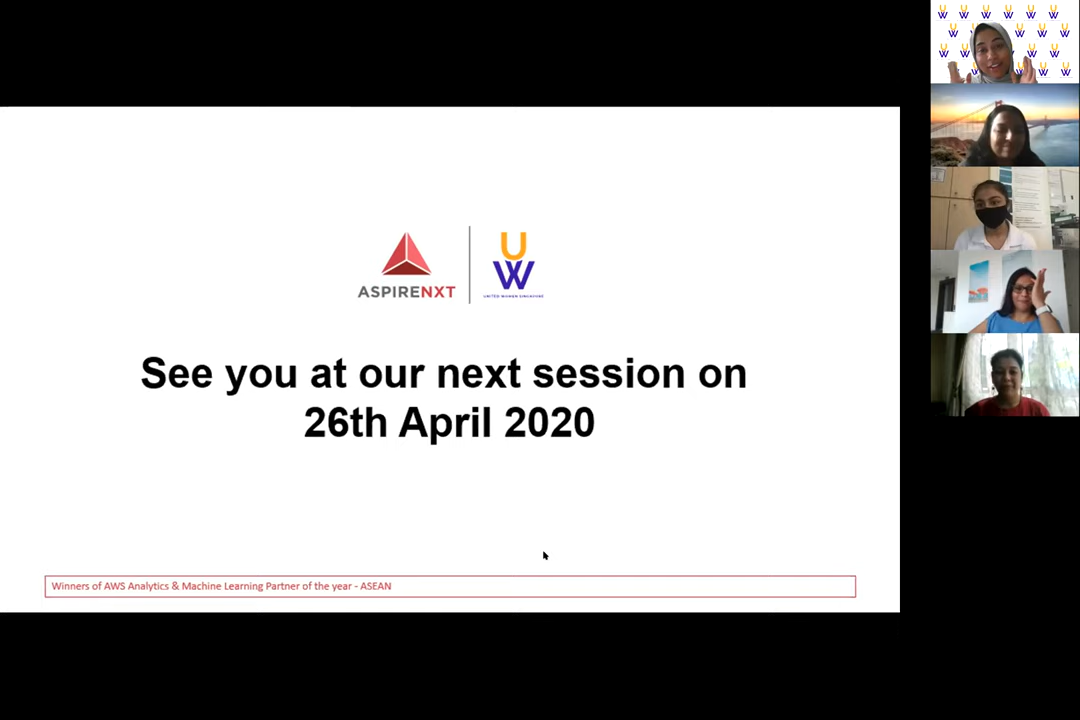 ASPIRENXT
UW
UNITED WOMEN SINGAPORE
See you at our next session on
26th April 2020
Winners of AWS Analytics & Machine Learning Partner of the year - ASEAN